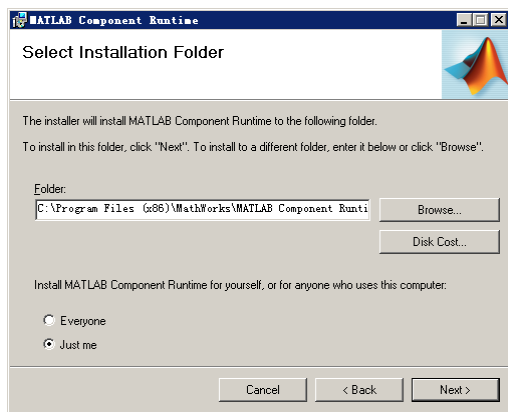 MATLAB Component Runtime
Select Installation Folder
The installer will install MATLAB Component Runtime to the following folder.
To install in this folder, click "Next". To install to a different folder, enter it below or click "Browse".
Folder:
C:\Program Files (x86)\MathWorks\MATLAB Component Runti
Browse...
Disk Cost...
Install MATLAB Component Runtime for yourself, or for anyone who uses this computer:
Everyone
Just me
Cancel
< Back
Next >